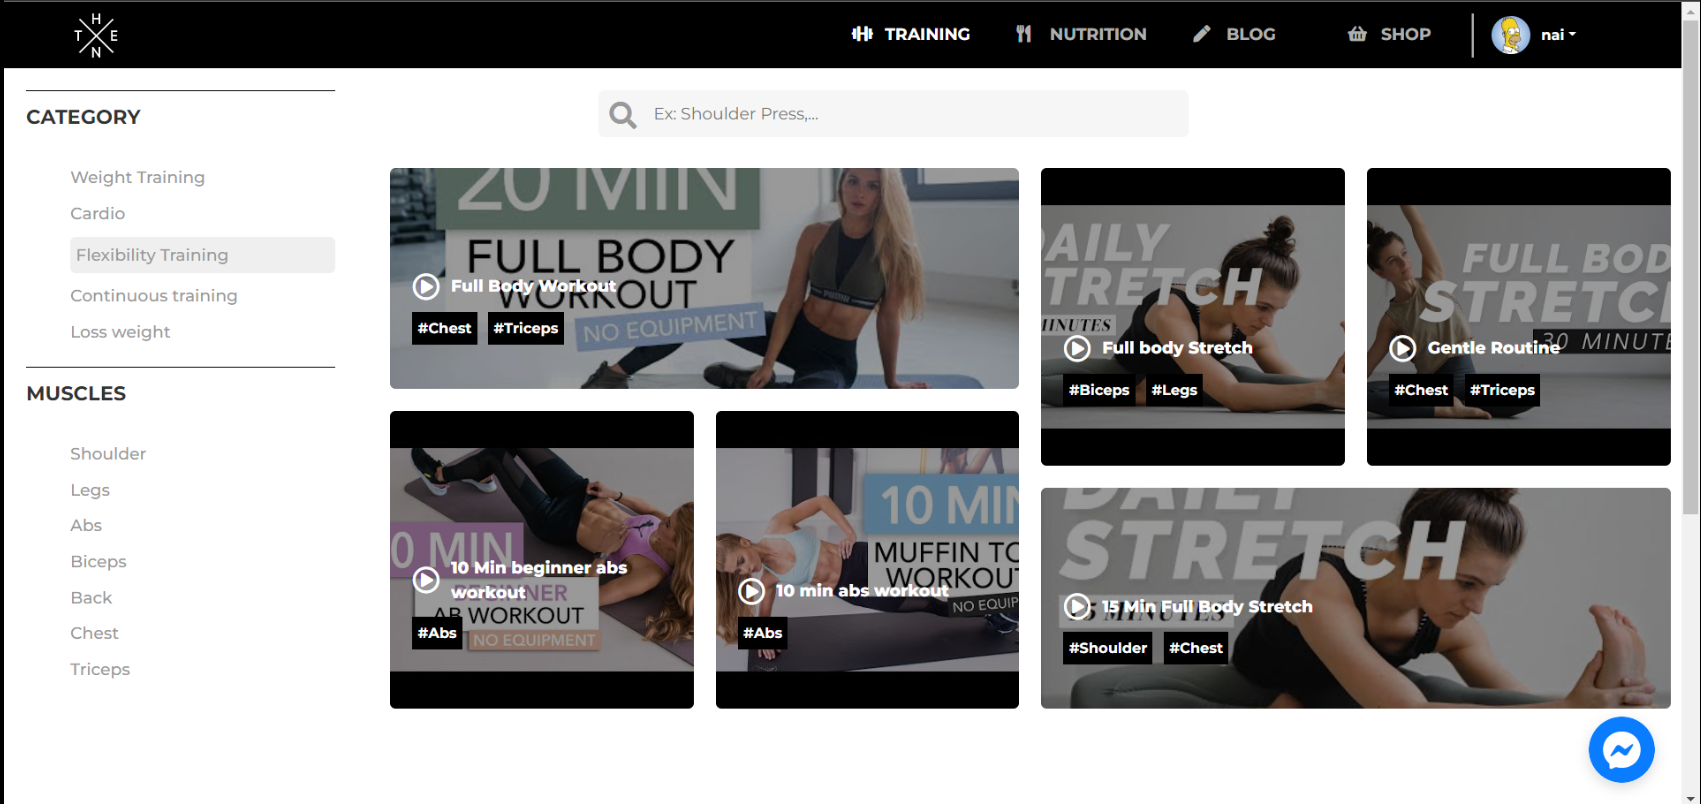 H
T E
N
TRAINING
NUTRITION
BLOG
SHOP
nai
CATEGORY
Weight Training
Cardio
Flexibility Training
Continuous training
Loss weight
MUSCLES
Shoulder
Legs
Abs
Biceps
Back
Chest
Triceps
Ex: Shoulder Press,...
20 MIN
FULL BODY
WORKOUT
NO EQUIPMENT
PUMA
Full Body Workout
#Chest #Triceps
AILY
TRETCH
MINUTES
Full body Stretch
#Biceps #Legs
FULL BOD
STRETC
30 MINUTE
Gentle Routine
#Chest #Triceps
0 MIN
BEGINNER
AB WORKOUT
NO EQUIPMENT
10 Min beginner abs
workout
#Abs
10 MIN
MUFFIN TO
WORKOUT
NO EQUIP
10 min abs workout
#Abs
DAILY
STRETCH
15 MINUTES
15 Min Full Body Stretch
#Shoulder #Chest